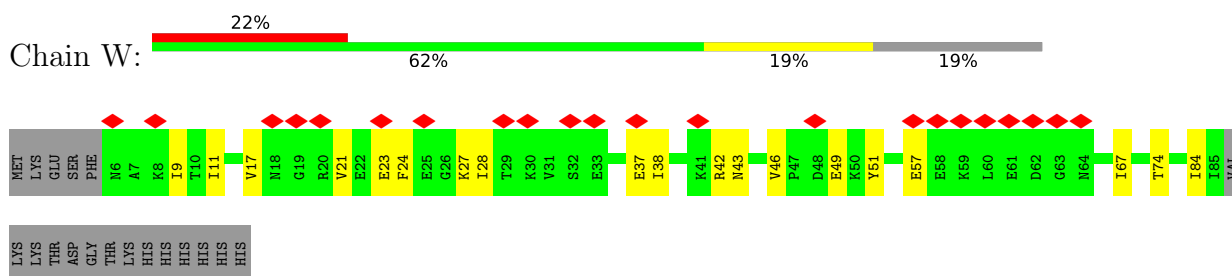 22%
Chain W:
62% 19% 19%
MET LYS GLU SER PHE N6 A7 K8 I9 T10 I11 V17 N18 G19 R20 V21 E22 E23 F24 E25 G26 K27 I28 T29 K30 V31 S32 E33 E37 I38 K41 R42 N43 V46 P47 D48 E49 K50 Y51 E57 E58 K59 L60 E61 D62 G63 N64 I67 T74 I84 I85 VAL
LYS LYS THR ASP GLY THR LYS HIS HIS HIS HIS HIS HIS